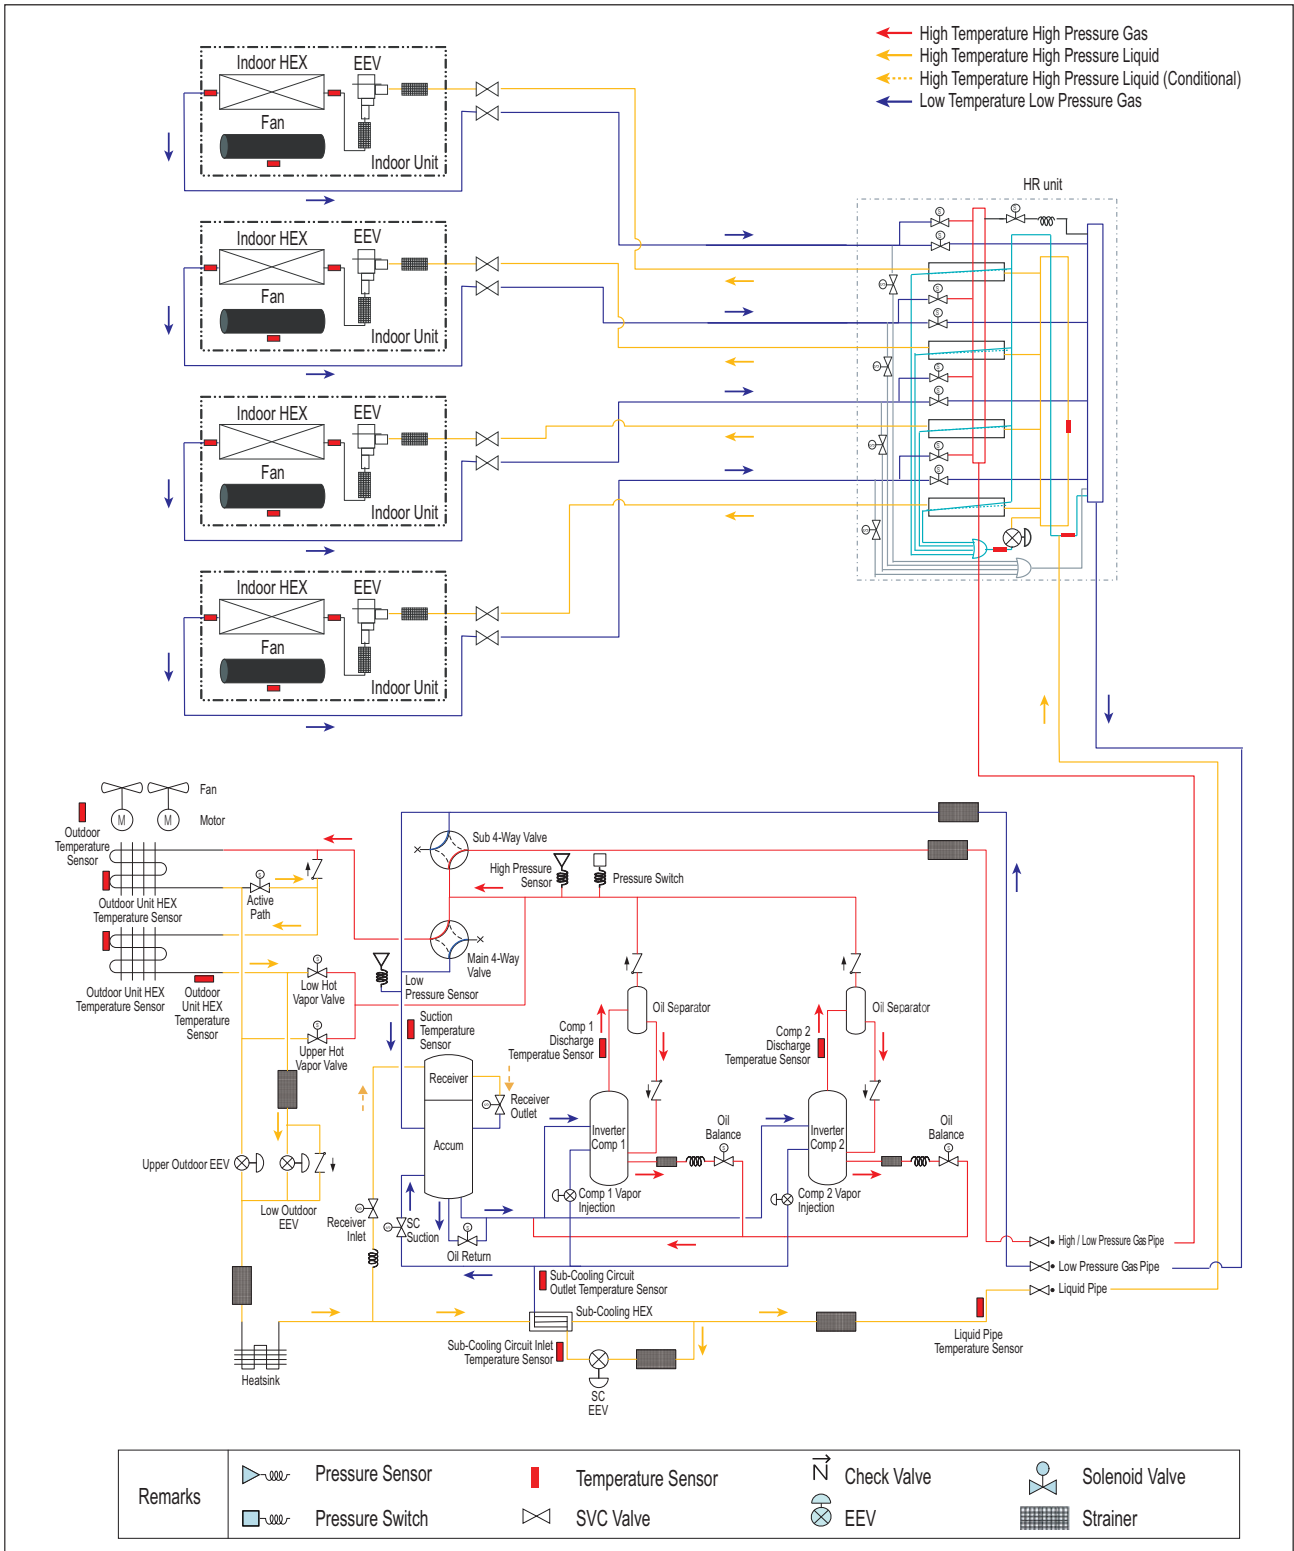 High Temperature High Pressure Gas
High Temperature High Pressure Liquid
High Temperature High Pressure Liquid (Conditional)
Low Temperature Low Pressure Gas
Indoor HEX
EEV
Fan
Indoor Unit
Indoor HEX
EEV
Fan
Indoor Unit
Indoor HEX
EEV
Fan
Indoor Unit
Indoor HEX
EEV
Fan
Indoor Unit
HR unit
Fan
M
M
Motor
Outdoor
Temperature
Sensor
Sub 4-Way Valve
High Pressure
Sensor
Pressure Switch
S
Active
Path
Outdoor Unit HEX
Temperature Sensor
Main 4-Way
Valve
Outdoor Unit HEX
Temperature Sensor
Outdoor
Unit HEX
Temperature
Sensor
S
Low Hot
Vapor Valve
Low
Pressure Sensor
S
Upper Hot
Vapor Valve
Suction
Temperature
Sensor
Oil Separator
Comp 1
Discharge
Temperatue Sensor
Oil Separator
Comp 2
Discharge
Temperatue Sensor
Receiver
S
Receiver
Outlet
Accum
Inverter
Comp 1
Oil
Balance
S
Inverter
Comp 2
Oil
Balance
S
Upper Outdoor EEV
Low Outdoor
EEV
S
Receiver
Inlet
S
SC
Suction
S
Oil Return
Comp 1 Vapor
Injection
Comp 2 Vapor
Injection
High / Low Pressure Gas Pipe
Low Pressure Gas Pipe
Liquid Pipe
Sub-Cooling Circuit
Outlet Temperature Sensor
Sub-Cooling HEX
Liquid Pipe
Temperature Sensor
Sub-Cooling Circuit Inlet
Temperature Sensor
SC
EEV
Heatsink
Remarks
Pressure Sensor
Temperature Sensor
Check Valve
Solenoid Valve
Pressure Switch
SVC Valve
EEV
Strainer